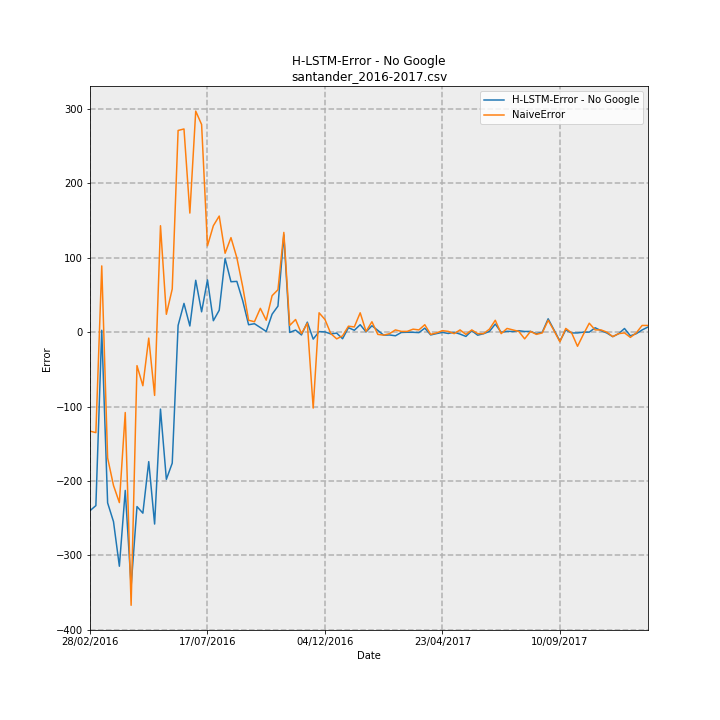 H-LSTM-Error - No Google
santander_2016-2017.csv
H-LSTM-Error - No Google
NaiveError
300
200
100
0
−100
−200
−300
−400
Error
28/02/2016
17/07/2016
04/12/2016
23/04/2017
10/09/2017
Date